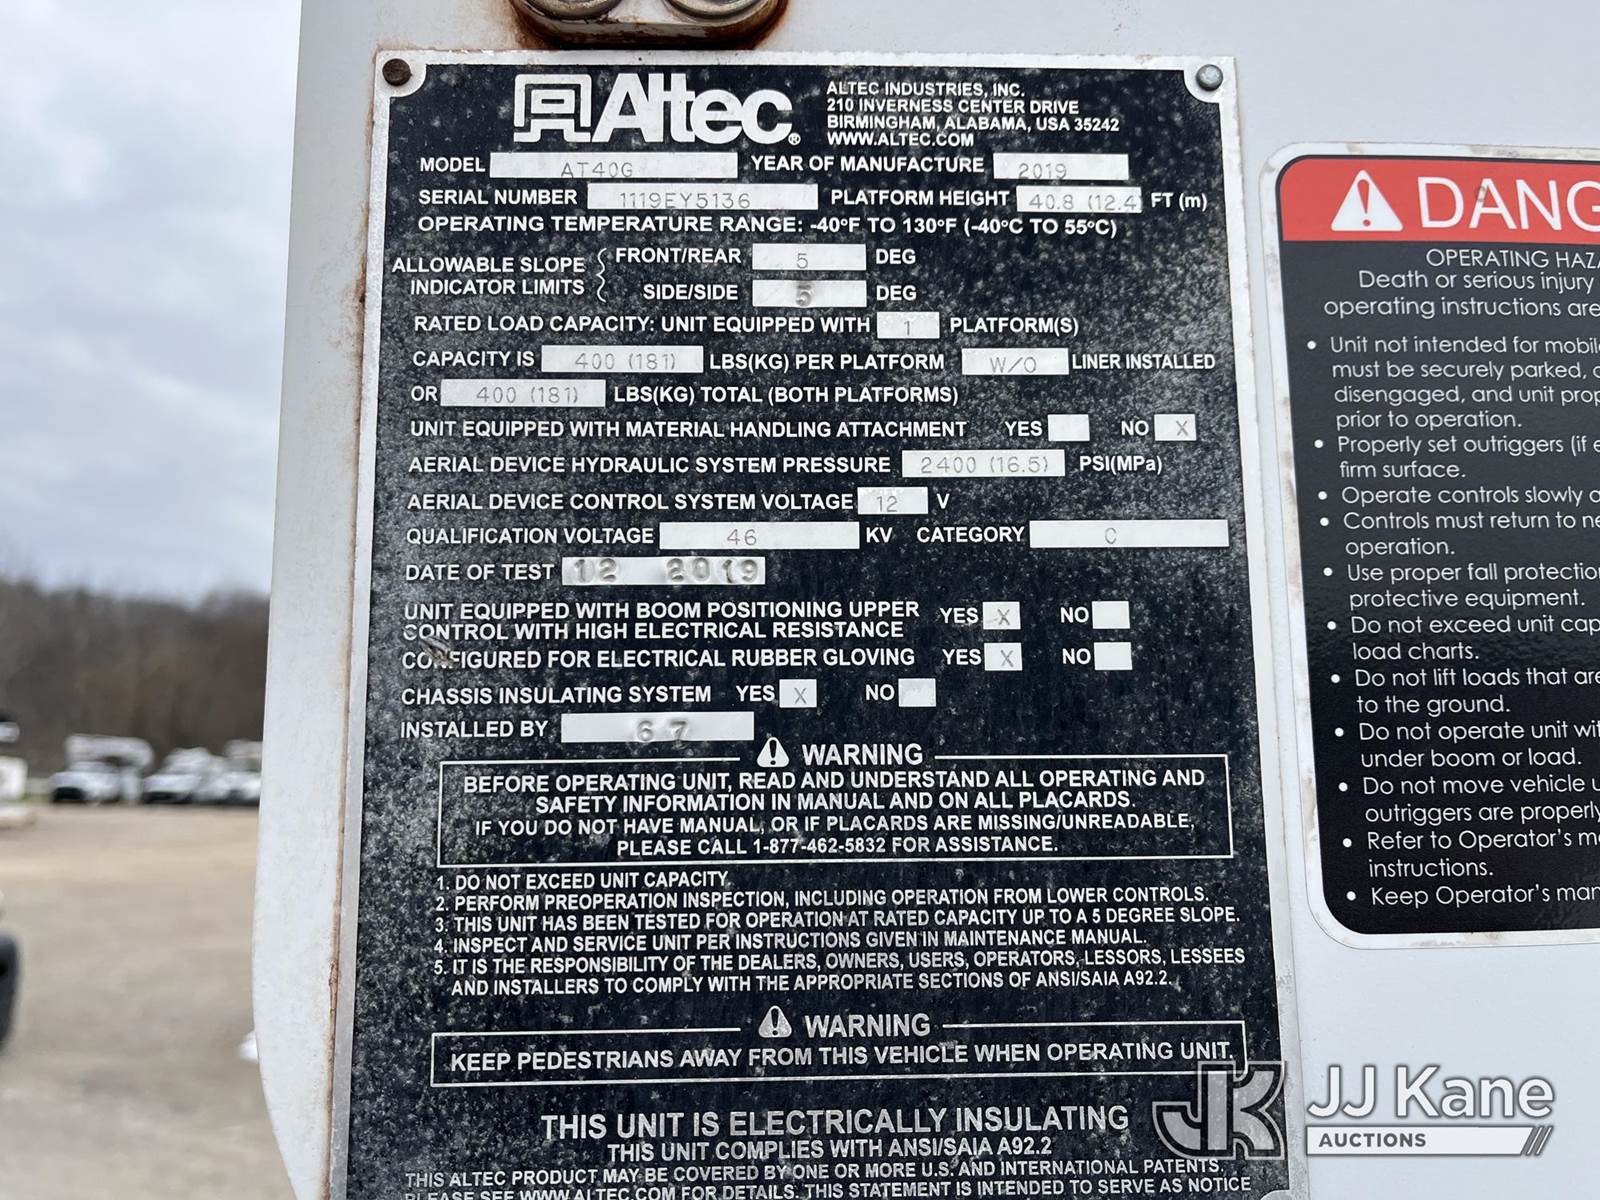 Altec®
ALTEC INDUSTRIES, INC.
210 INVERNESS CENTER DRIVE
BIRMINGHAM, ALABAMA, USA 35242
WWW.ALTEC.COM
MODEL AT40G YEAR OF MANUFACTURE 2019
SERIAL NUMBER 1119EY5136 PLATFORM HEIGHT 40.8 (12.4) FT (m)
OPERATING TEMPERATURE RANGE: -40ºF TO 130ºF (-40ºC TO 55ºC)
ALLOWABLE SLOPE INDICATOR LIMITS
FRONT/REAR 5 DEG
SIDE/SIDE 5 DEG
RATED LOAD CAPACITY: UNIT EQUIPPED WITH 1 PLATFORM(S)
CAPACITY IS 400 (181) LBS(KG) PER PLATFORM W/O LINER INSTALLED
OR 400 (181) LBS(KG) TOTAL (BOTH PLATFORMS)
UNIT EQUIPPED WITH MATERIAL HANDLING ATTACHMENT YES NO X
AERIAL DEVICE HYDRAULIC SYSTEM PRESSURE 2400 (16.5) PSI(MPa)
AERIAL DEVICE CONTROL SYSTEM VOLTAGE 12 V
QUALIFICATION VOLTAGE 46 KV CATEGORY C
DATE OF TEST 12 2019
UNIT EQUIPPED WITH BOOM POSITIONING UPPER
CONTROL WITH HIGH ELECTRICAL RESISTANCE YES X NO
CONFIGURED FOR ELECTRICAL RUBBER GLOVING YES X NO
CHASSIS INSULATING SYSTEM YES X NO
INSTALLED BY 67
WARNING
BEFORE OPERATING UNIT, READ AND UNDERSTAND ALL OPERATING AND
SAFETY INFORMATION IN MANUAL AND ON ALL PLACARDS.
IF YOU DO NOT HAVE MANUAL, OR IF PLACARDS ARE MISSING/UNREADABLE,
PLEASE CALL 1-877-462-5832 FOR ASSISTANCE.
1. DO NOT EXCEED UNIT CAPACITY.
2. PERFORM PREOPERATION INSPECTION, INCLUDING OPERATION FROM LOWER CONTROLS.
3. THIS UNIT HAS BEEN TESTED FOR OPERATION AT RATED CAPACITY UP TO A 5 DEGREE SLOPE.
4. INSPECT AND SERVICE UNIT PER INSTRUCTIONS GIVEN IN MAINTENANCE MANUAL.
5. IT IS THE RESPONSIBILITY OF THE DEALERS, OWNERS, USERS, OPERATORS, LESSORS, LESSEES
AND INSTALLERS TO COMPLY WITH THE APPROPRIATE SECTIONS OF ANSI/SAIA A92.2.
WARNING
KEEP PEDESTRIANS AWAY FROM THIS VEHICLE WHEN OPERATING UNIT.
THIS UNIT IS ELECTRICALLY INSULATING
THIS UNIT COMPLIES WITH ANSI/SAIA A92.2
THIS ALTEC PRODUCT MAY BE COVERED BY ONE OR MORE U.S. AND INTERNATIONAL PATENTS.
PLEASE SEE WWW.ALTEC.COM FOR DETAILS. THIS STATEMENT IS INTENDED TO SERVE AS NOTICE
DANG
OPERATING HAZA
Death or serious injury
operating instructions are
• Unit not intended for mobil
must be securely parked,
disengaged, and unit prop
prior to operation.
• Properly set outriggers (if e
firm surface.
• Operate controls slowly a
• Controls must return to ne
operation.
• Use proper fall protection
protective equipment.
• Do not exceed unit cap
load charts.
• Do not lift loads that are
to the ground.
• Do not operate unit wit
under boom or load.
• Do not move vehicle u
outriggers are properly
• Refer to Operator's m
instructions.
• Keep Operator's man
JK JJ Kane
AUCTIONS